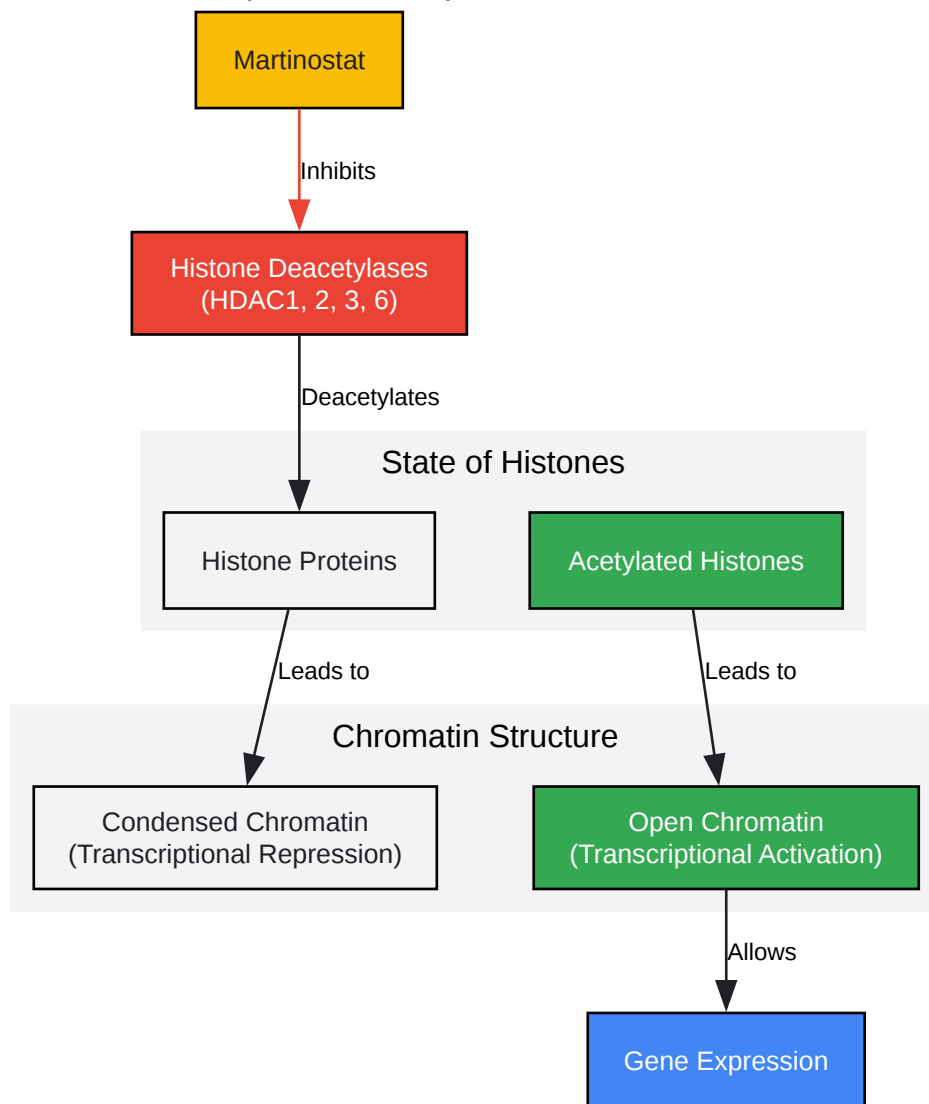 Martinostat
Inhibits
Histone Deacetylases
(HDAC1, 2, 3, 6)
Deacetylates
State of Histones
Histone Proteins
Acetylated Histones
Leads to
Leads to
Chromatin Structure
Condensed Chromatin
(Transcriptional Repression)
Open Chromatin
(Transcriptional Activation)
Allows
Gene Expression